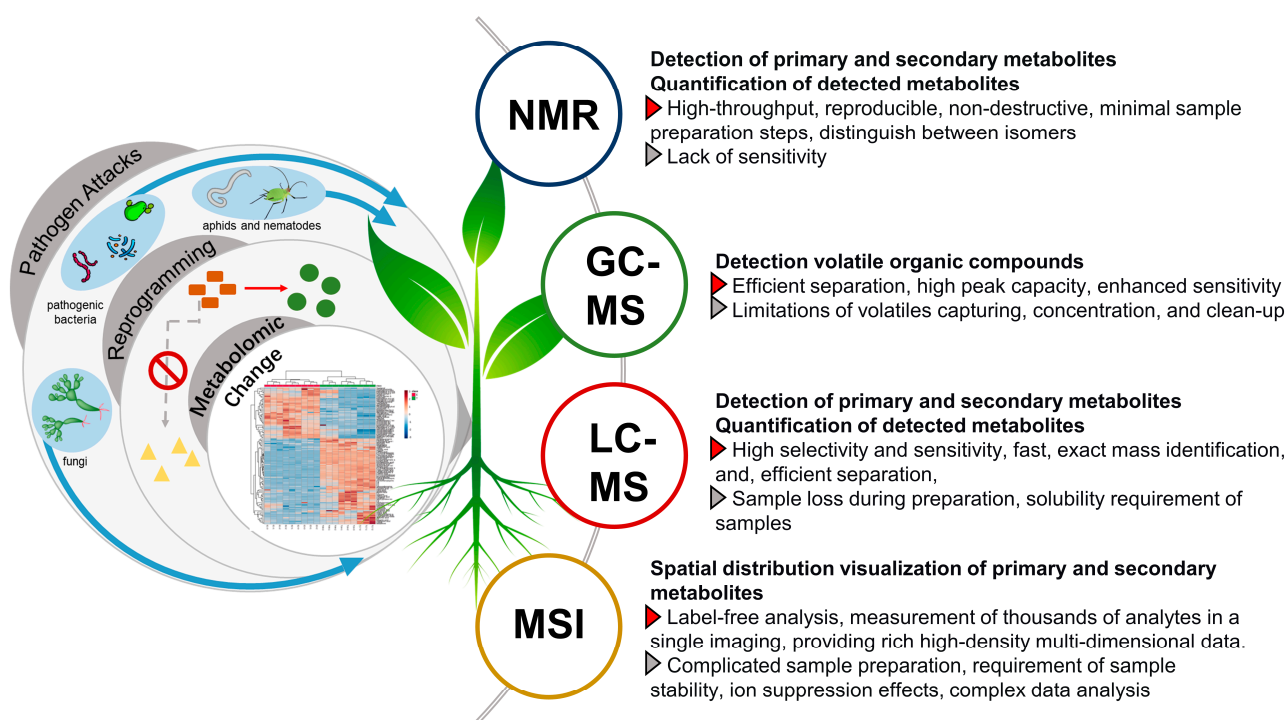 Pathogen Attacks
aphids and nematodes
pathogenic
bacteria
fungi
Reprogramming
Metabolomic
Change
NMR
Detection of primary and secondary metabolites
Quantification of detected metabolites
High-throughput, reproducible, non-destructive, minimal sample
preparation steps, distinguish between isomers
Lack of sensitivity
GC-
MS
Detection volatile organic compounds
Efficient separation, high peak capacity, enhanced sensitivity
Limitations of volatiles capturing, concentration, and clean-up
LC-
MS
Detection of primary and secondary metabolites
Quantification of detected metabolites
High selectivity and sensitivity, fast, exact mass identification,
and, efficient separation,
Sample loss during preparation, solubility requirement of
samples
MSI
Spatial distribution visualization of primary and secondary
metabolites
Label-free analysis, measurement of thousands of analytes in a
single imaging, providing rich high-density multi-dimensional data.
Complicated sample preparation, requirement of sample
stability, ion suppression effects, complex data analysis